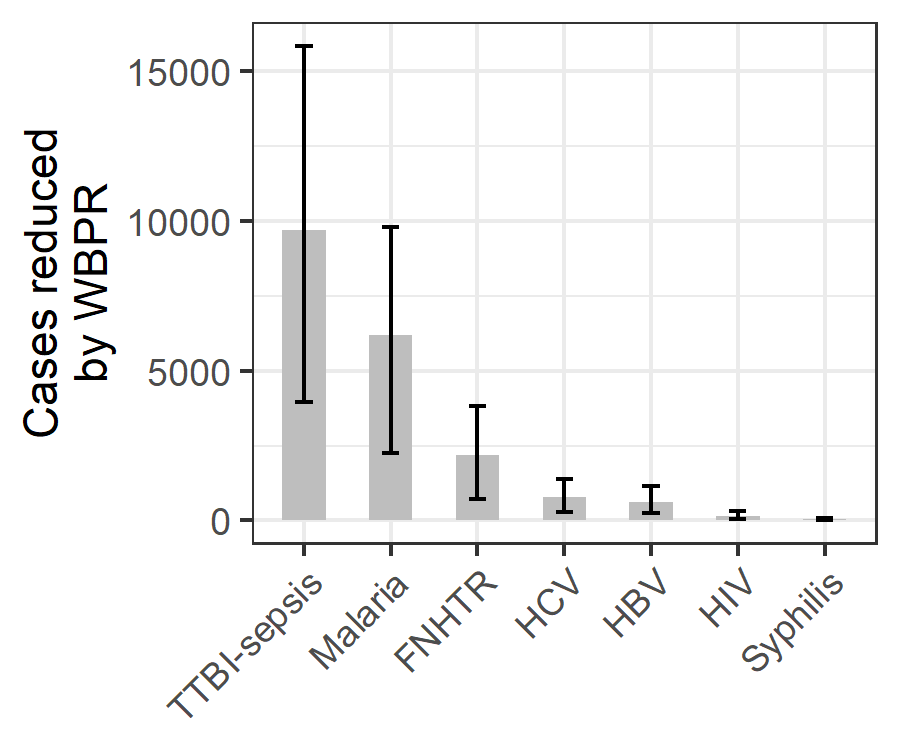 Cases reduced
by WBPR
15000
10000
5000
0
TTBI-sepsis
Malaria
FNHTR
HCV
HBV
HIV
Syphilis